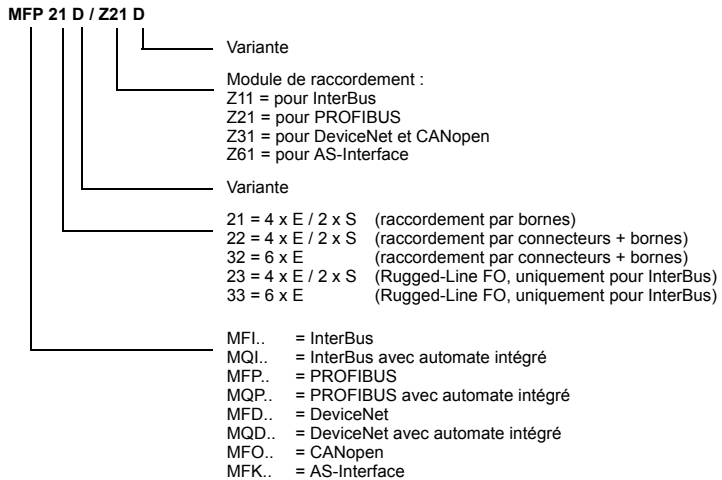 MFP 21 D / Z21 D
Variante
Module de raccordement :
Z11 = pour InterBus
Z21 = pour PROFIBUS
Z31 = pour DeviceNet et CANopen
Z61 = pour AS-Interface
Variante
21 = 4 x E / 2 x S (raccordement par bornes)
22 = 4 x E / 2 x S (raccordement par connecteurs + bornes)
32 = 6 x E (raccordement par connecteurs + bornes)
23 = 4 x E / 2 x S (Rugged-Line FO, uniquement pour InterBus)
33 = 6 x E (Rugged-Line FO, uniquement pour InterBus)
MFI.. = InterBus
MQI.. = InterBus avec automate intégré
MFP.. = PROFIBUS
MQP.. = PROFIBUS avec automate intégré
MFD.. = DeviceNet
MQD.. = DeviceNet avec automate intégré
MFO.. = CANopen
MFK.. = AS-Interface